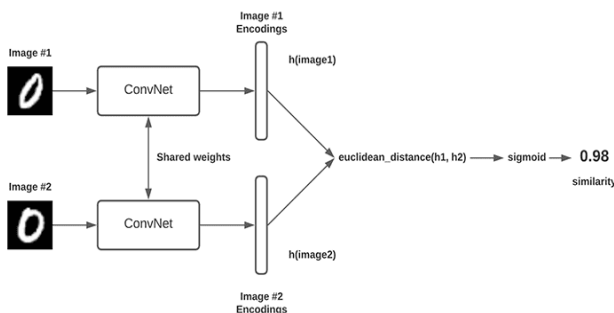 Image #1
Encodings
Image #1
h(image1)
ConvNet
Shared weights
euclidean_distance(h1, h2)
sigmoid
0.98
similarity
Image #2
ConvNet
h(image2)
Image #2
Encodings